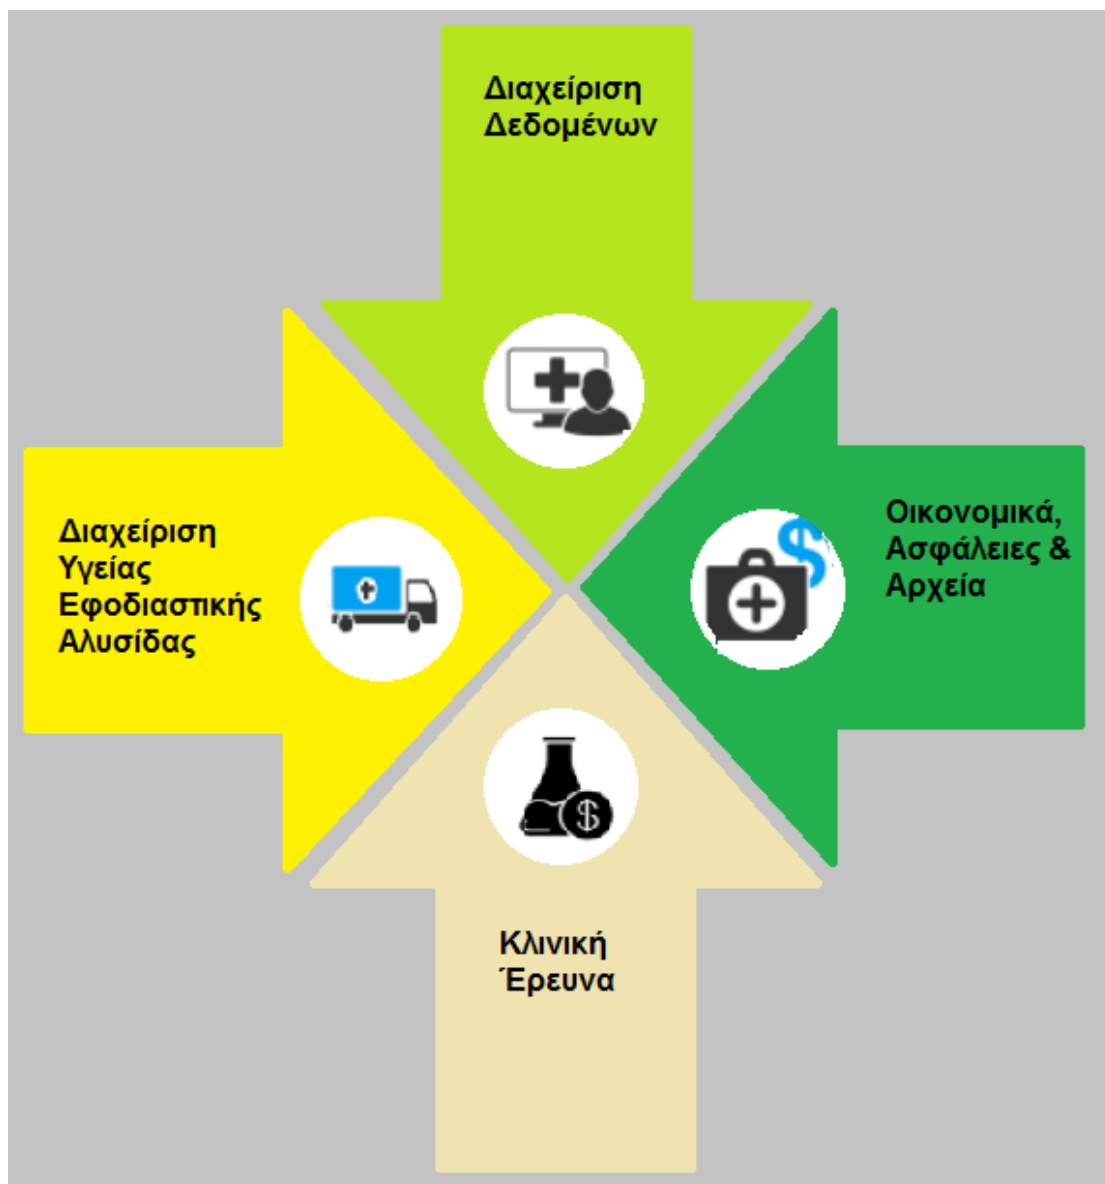 Διαχείριση
Δεδομένων
Διαχείριση
Υγείας
Εφοδιαστικής
Αλυσίδας
Οικονομικά,
Ασφάλειες &
Αρχεία
$
$
Κλινική
Έρευνα